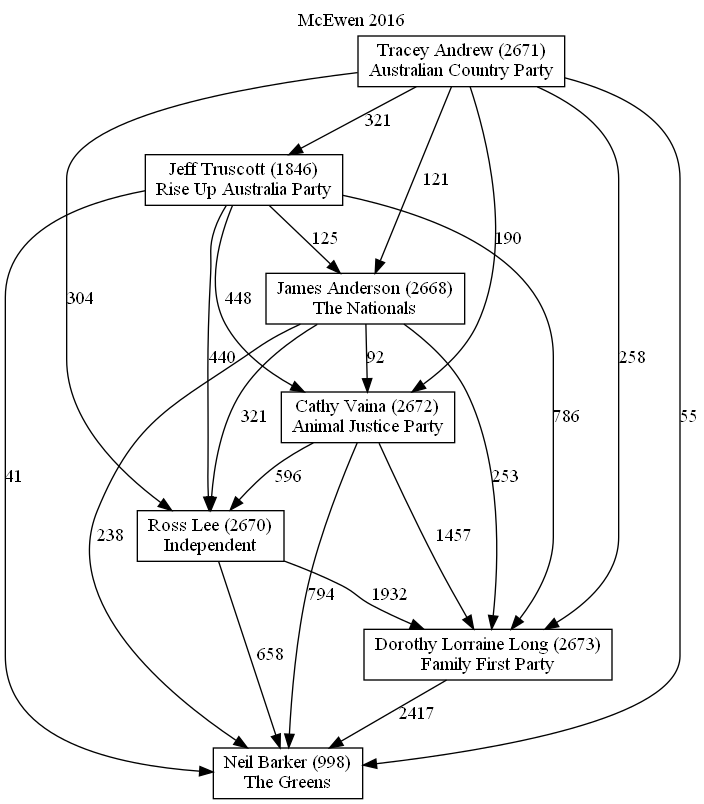 McEwen 2016
Tracey Andrew (2671)
Australian Country Party
321
Jeff Truscott (1846)
Rise Up Australia Party
121
125
190
James Anderson (2668)
The Nationals
304
448
440
92
258
321
Cathy Vaina (2672)
Animal Justice Party
786
55
41
596
253
Ross Lee (2670)
Independent
238
1457
794
1932
658
Dorothy Lorraine Long (2673)
Family First Party
2417
Neil Barker (998)
The Greens